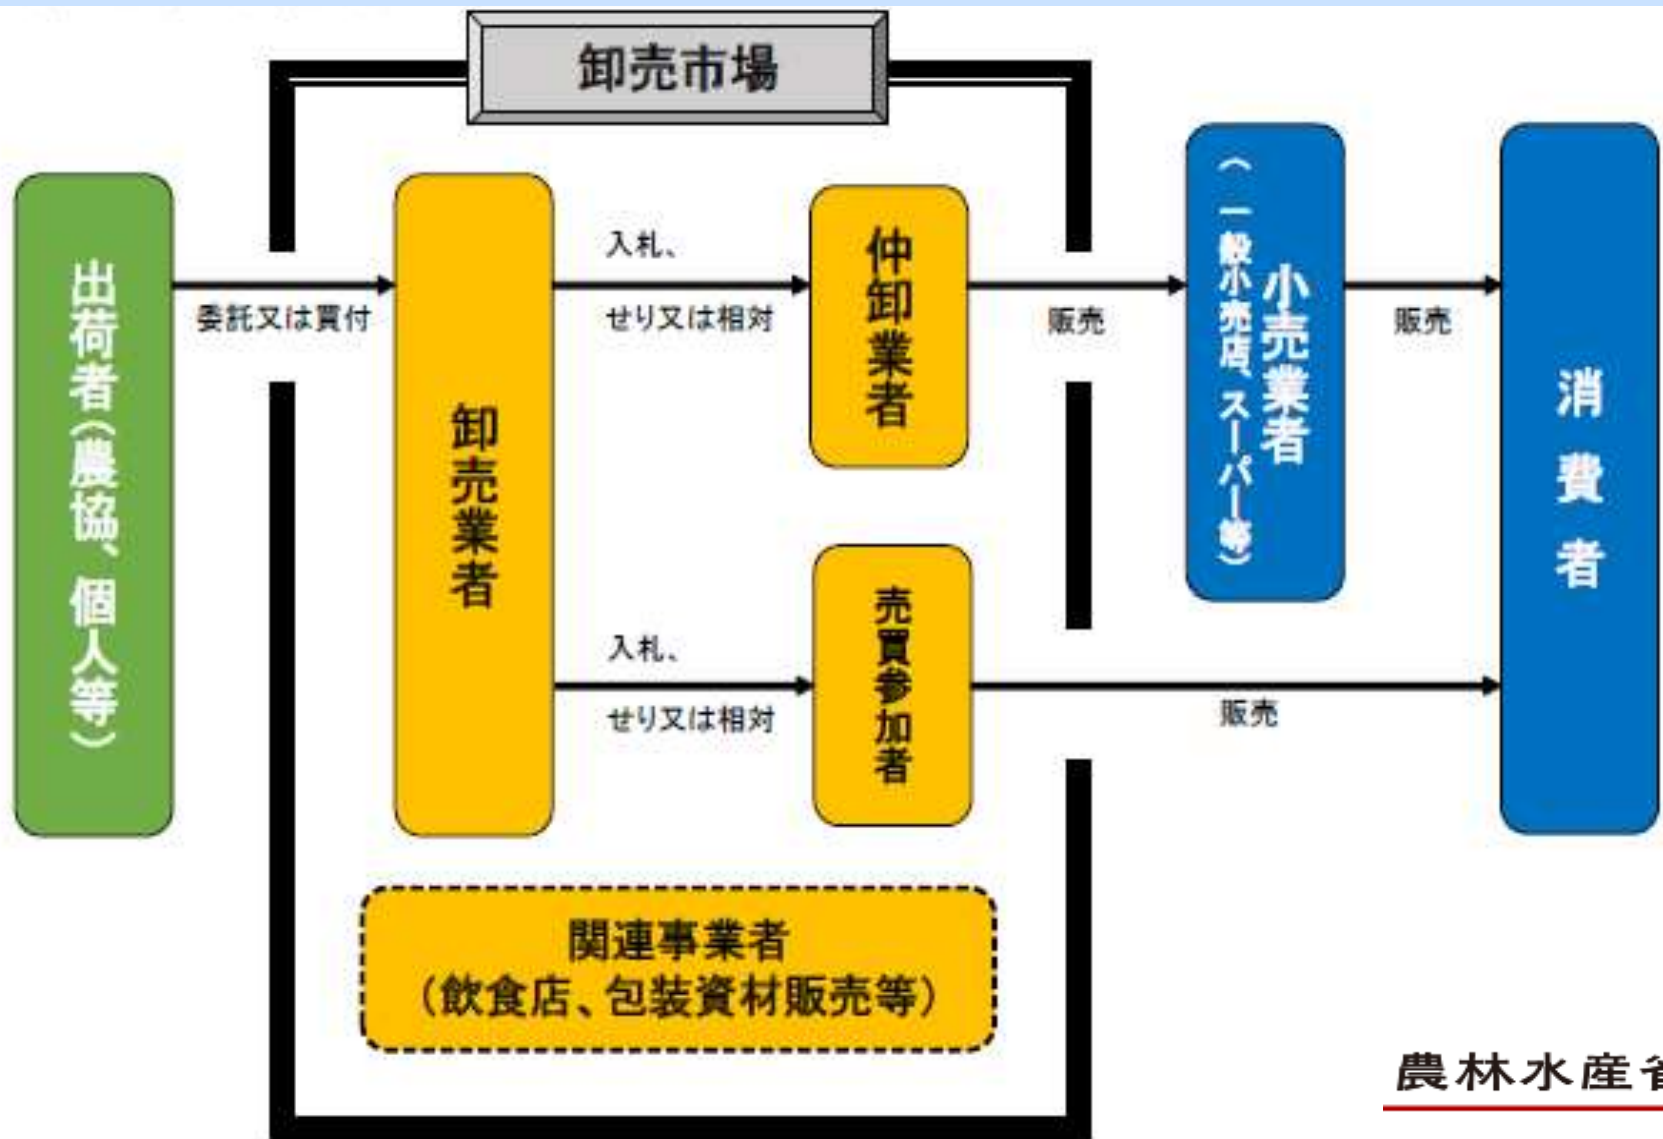 卸売市場
出荷者(農協、個人等)
委託又は買付
卸売業者
入札、
せり又は相対
仲卸業者
販売
小売業者
(一般小売店、スーパー等)
販売
消費者
入札、
せり又は相対
売買参加者
販売
関連事業者
(飲食店、包装資材販売等)
農林水産省